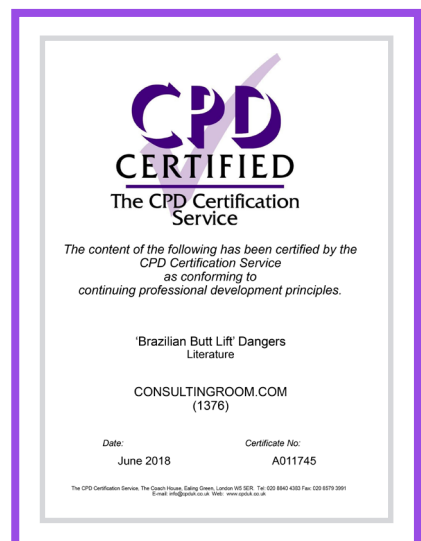 CPD
CERTIFIED
The CPD Certification
Service
The content of the following has been certified by the
CPD Certification Service
as conforming to
continuing professional development principles.
'Brazilian Butt Lift' Dangers
Literature
CONSULTINGROOM.COM
(1376)
Date: Certificate No:
June 2018 A011745
The CPD Certification Service, The Coach House, Ealing Green, London W5 5ER. Tel: 020 8840 4383 Fax: 020 8579 3991
E-mail: info@cpduk.co.uk Web: www.cpduk.co.uk